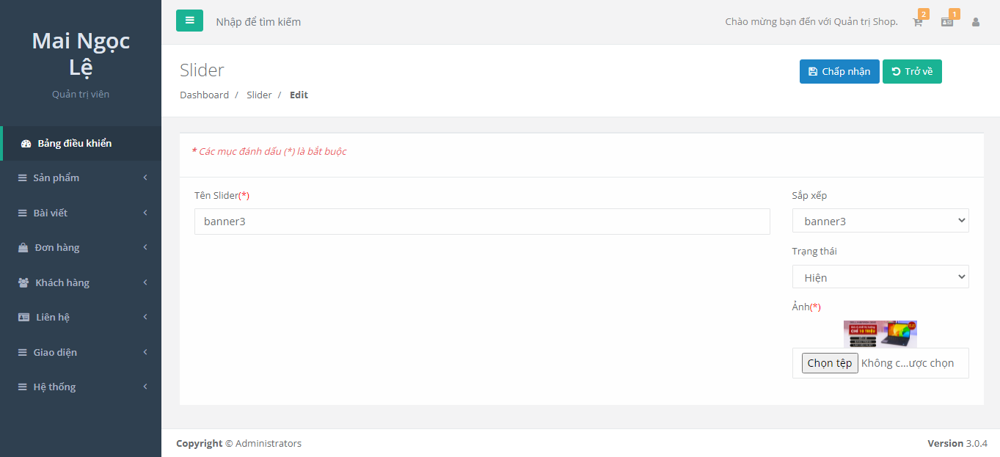 Mai Ngọc
Lệ
Quản trị viên
Bảng điều khiển
Sản phẩm
Bài viết
Đơn hàng
Khách hàng
Liên hệ
Giao diện
Hệ thống
Nhập để tìm kiếm
Chào mừng bạn đến với Quản trị Shop.
2
1
Slider
Chấp nhận
Trở về
Dashboard / Slider / Edit
* Các mục đánh dấu (*) là bắt buộc
Tên Slider(*)
banner3
Sắp xếp
banner3
Trạng thái
Hiện
Ảnh(*)
CHỈ 16 TRIỆU
Chọn tệp Không c...ược chọn
Copyright © Administrators
Version 3.0.4